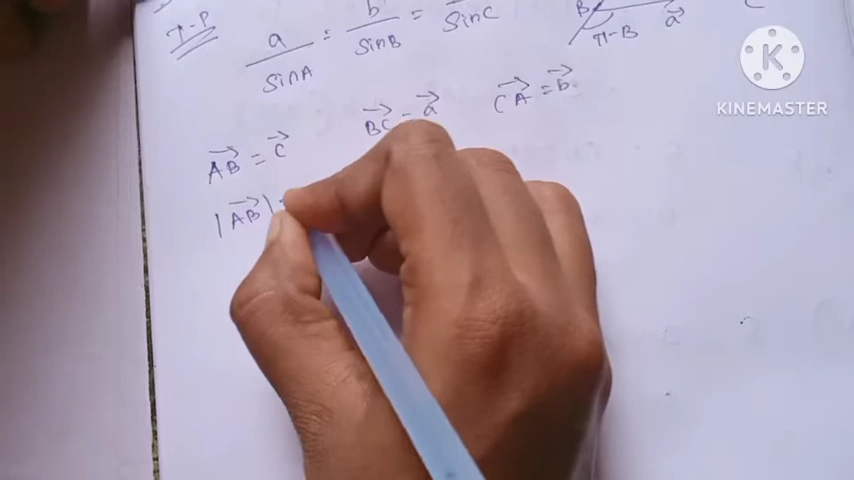 T-P
a/sinA = b/sinB = sinC
B π-B a⃗ C
AB⃗ = c⃗ BC⃗ = a⃗ CA⃗ = b⃗
|AB⃗| =
K
KINEMASTER